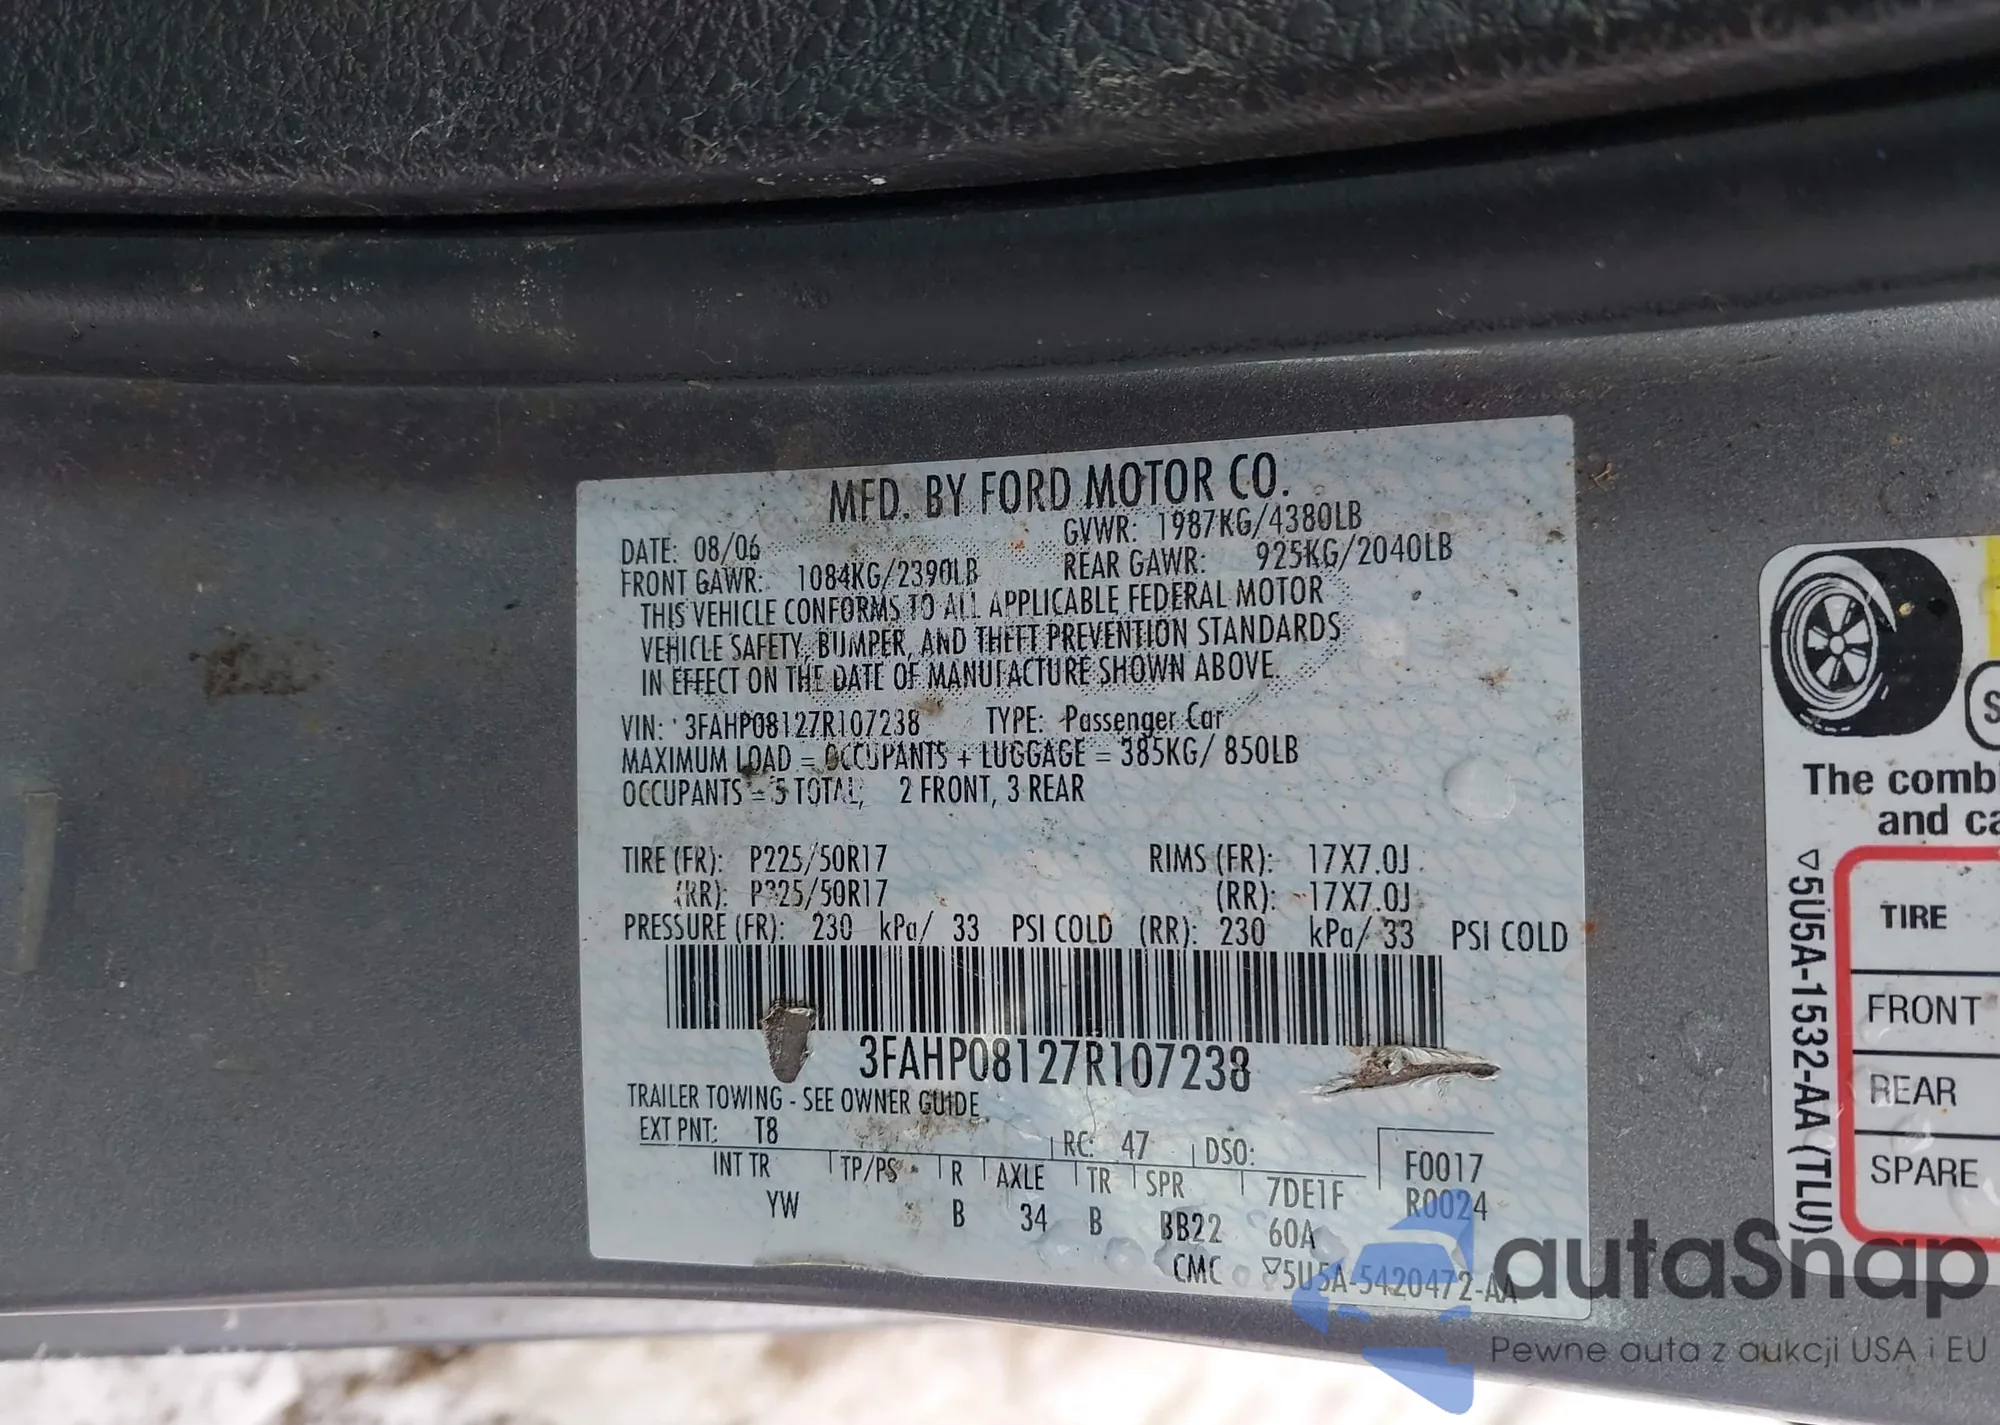 MFD. BY FORD MOTOR CO.
DATE: 08/06 GVWR: 1987KG/4380LB
FRONT GAWR: 1084KG/2390LB REAR GAWR: 925KG/2040LB
THIS VEHICLE CONFORMS TO ALL APPLICABLE FEDERAL MOTOR
VEHICLE SAFETY, BUMPER, AND THEFT PREVENTION STANDARDS
IN EFFECT ON THE DATE OF MANUFACTURE SHOWN ABOVE.
VIN: 3FAHP08127R107238 TYPE: Passenger Car
MAXIMUM LOAD = OCCUPANTS + LUGGAGE = 385KG/ 850LB
OCCUPANTS = 5 TOTAL, 2 FRONT, 3 REAR
TIRE (FR): P225/50R17 RIMS (FR): 17X7.0J
(RR): P225/50R17 (RR): 17X7.0J
PRESSURE (FR): 230 kPa/ 33 PSI COLD (RR): 230 kPa/ 33 PSI COLD
3FAHP08127R107238
TRAILER TOWING - SEE OWNER GUIDE
EXT PNT: T8 RC: 47 DSO:
INT TR TP/PS R AXLE TR SPR 7DE1F F0017
YW B 34 B BB22 60A R0024
CMC ▽5U5A-5420472-AA
The comb
and ca
▽5U5A-1532-AA (TLU)
TIRE
FRONT
REAR
SPARE
autaSnap
Pewne auta z aukcji USA i EU